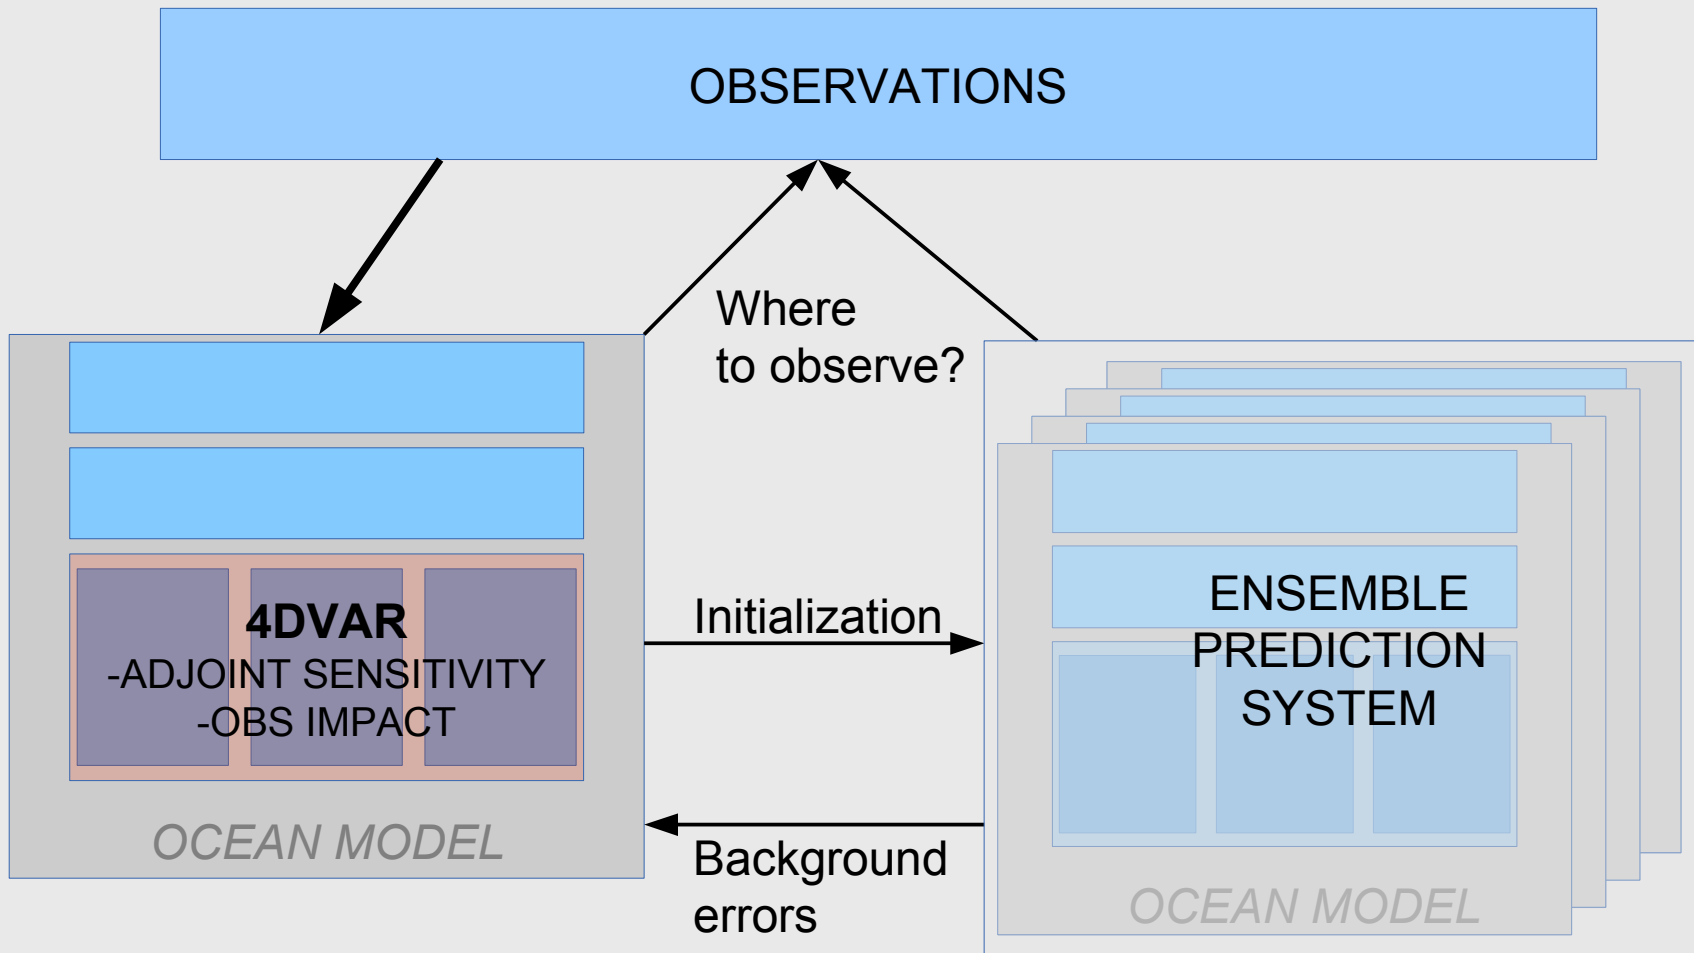 OBSERVATIONS
Where
to observe?
4DVAR
-ADJOINT SENSITIVITY
-OBS IMPACT
OCEAN MODEL
Initialization
Background
errors
ENSEMBLE
PREDICTION
SYSTEM
OCEAN MODEL